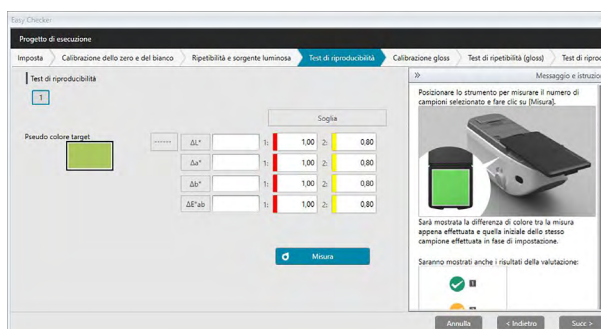 Easy Checker
Progetto di esecuzione
Imposta Calibrazione dello zero e del bianco Ripetibilità e sorgente luminosa Test di riproducibilità Calibrazione gloss Test di ripetibilità (gloss) Test di riproc
Test di riproducibilità
1
» Messaggio e istruzion
Soglia
Pseudo colore target
------ ΔL* 1: 1,00 2: 0,80
Δa* 1: 1,00 2: 0,80
Δb* 1: 1,00 2: 0,80
ΔE*ab 1: 1,00 2: 0,80
Misura
Posizionare lo strumento per misurare il numero di
campioni selezionato e fare clic su [Misura].
Sarà mostrata la differenza di colore tra la misura
appena effettuata e quella iniziale dello stesso
campione effettuata in fase di impostazione.
Saranno mostrati anche i risultati della valutazione:
1
Annulla < Indietro Succ >